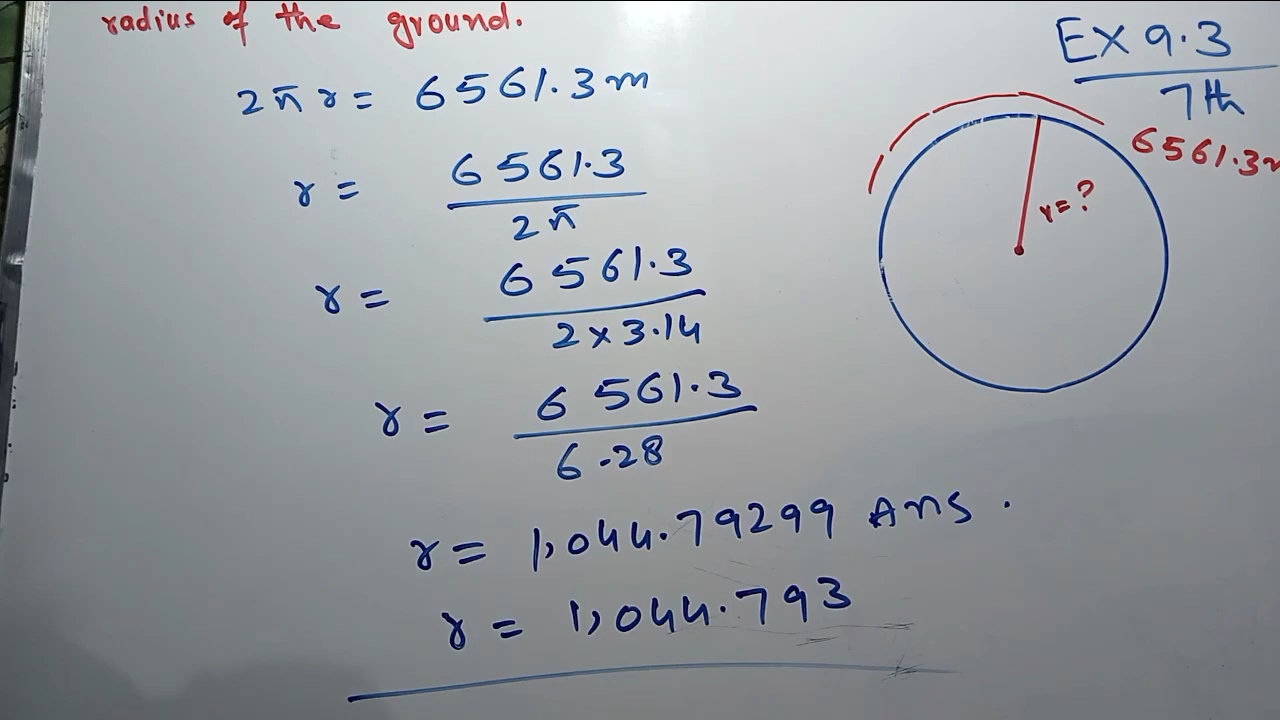 radius of the ground.
2π r = 6561.3m
r = 6561.3
2π
r = 6561.3
2×3.14
r = 6561.3
6.28
r = 1,044.79299 Ans.
r = 1,044.793
EX 9.3
7th
6561.3m
r=?